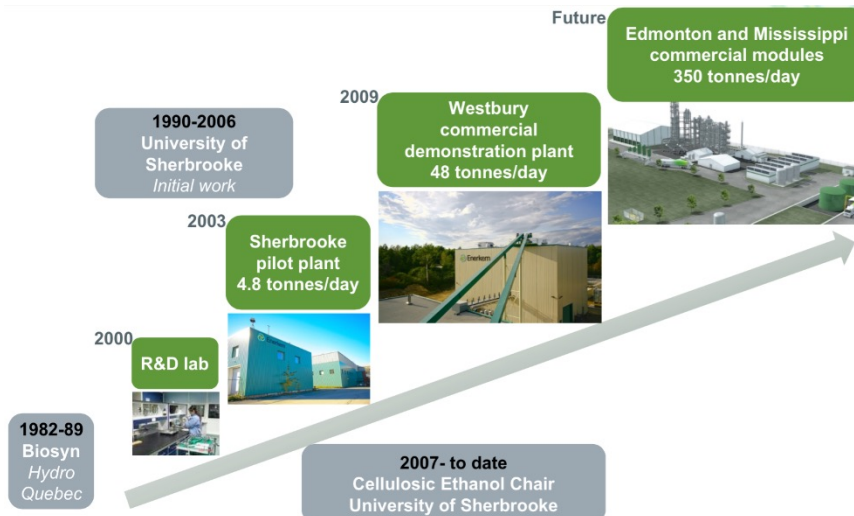 Future
Edmonton and Mississippi
commercial modules
350 tonnes/day
2009
Westbury
commercial
demonstration plant
48 tonnes/day
1990-2006
University of
Sherbrooke
Initial work
2003
Sherbrooke
pilot plant
4.8 tonnes/day
Enerkem
2000
R&D lab
1982-89
Biosyn
Hydro
Quebec
2007- to date
Cellulosic Ethanol Chair
University of Sherbrooke